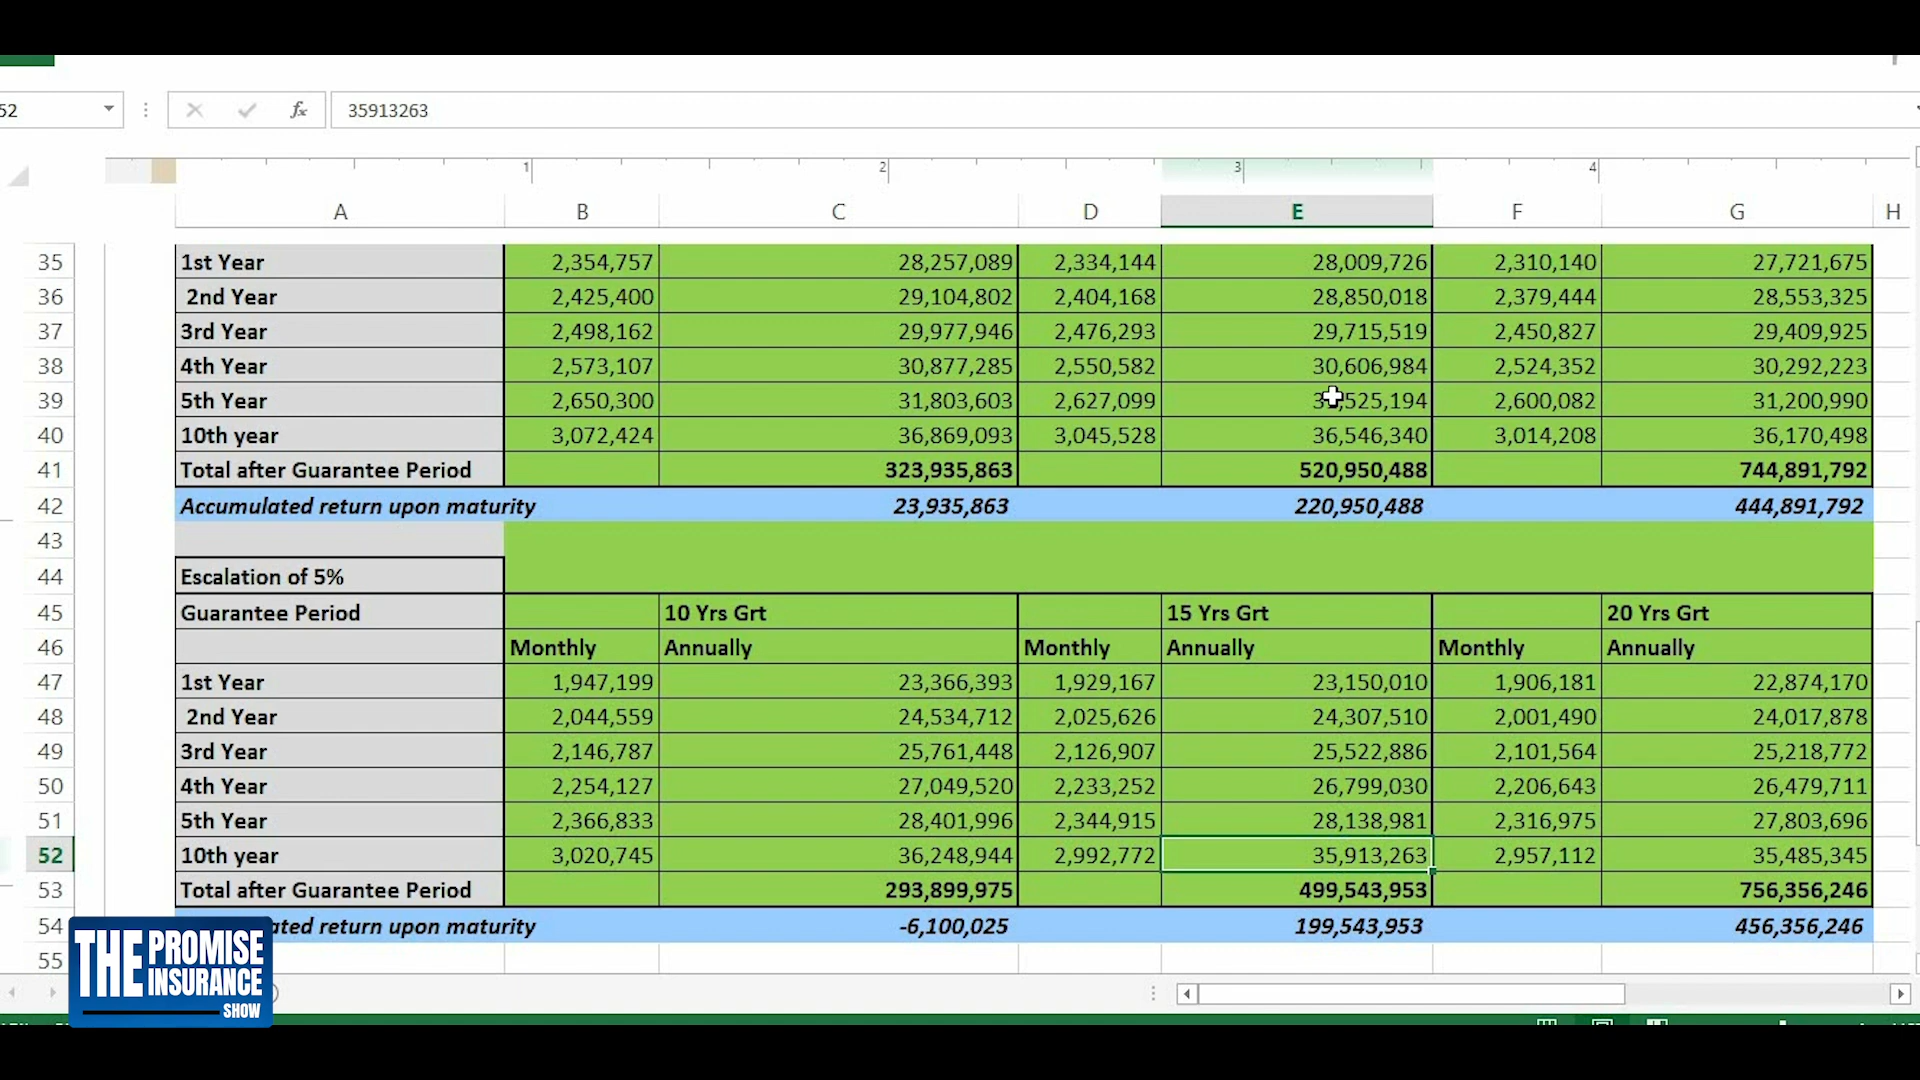 52 fx 35913263
1 2 3 4
A B C D E F G H
35 1st Year 2,354,757 28,257,089 2,334,144 28,009,726 2,310,140 27,721,675
36 2nd Year 2,425,400 29,104,802 2,404,168 28,850,018 2,379,444 28,553,325
37 3rd Year 2,498,162 29,977,946 2,476,293 29,715,519 2,450,827 29,409,925
38 4th Year 2,573,107 30,877,285 2,550,582 30,606,984 2,524,352 30,292,223
39 5th Year 2,650,300 31,803,603 2,627,099 2,600,082 31,200,990
40 10th year 3,072,424 36,869,093 3,045,528 36,546,340 3,014,208 36,170,498
41 Total after Guarantee Period 323,935,863 520,950,488 744,891,792
42 Accumulated return upon maturity 23,935,863 220,950,488 444,891,792
43
44 Escalation of 5%
45 Guarantee Period 10 Yrs Grt 15 Yrs Grt 20 Yrs Grt
46 Monthly Annually Monthly Annually Monthly Annually
47 1st Year 1,947,199 23,366,393 1,929,167 23,150,010 1,906,181 22,874,170
48 2nd Year 2,044,559 24,534,712 2,025,626 24,307,510 2,001,490 24,017,878
49 3rd Year 2,146,787 25,761,448 2,126,907 25,522,886 2,101,564 25,218,772
50 4th Year 2,254,127 27,049,520 2,233,252 26,799,030 2,206,643 26,479,711
51 5th Year 2,366,833 28,401,996 2,344,915 28,138,981 2,316,975 27,803,696
52 10th year 3,020,745 36,248,944 2,992,772 35,913,263 2,957,112 35,485,345
53 Total after Guarantee Period 293,899,975 499,543,953 756,356,246
54 ated return upon maturity -6,100,025 199,543,953 456,356,246
55
THE PROMISE
INSURANCE
SHOW